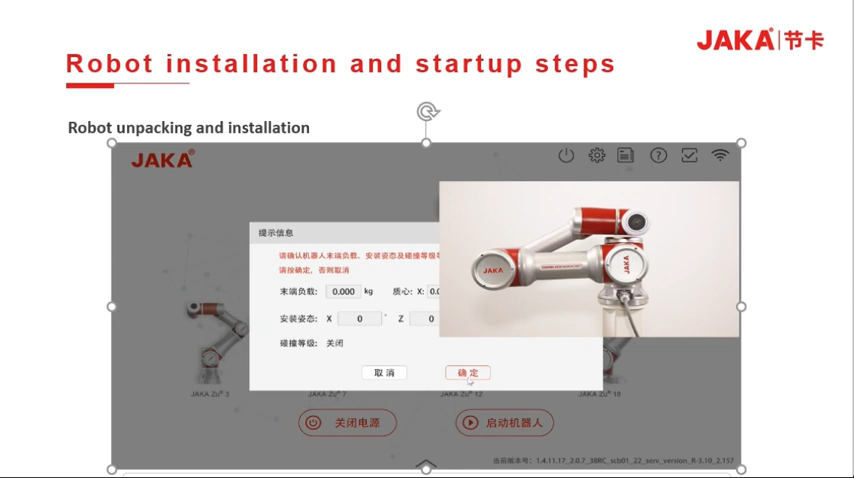 JAKA 节卡
Robot installation and startup steps
Robot unpacking and installation
JAKA
提示信息
请确认机器人末端负载、安装姿态及碰撞等级
请按确定，否则取消
末端负载: 0.000 kg 质心: X: 0.0
安装姿态: X 0 ° Z 0
碰撞等级: 关闭
取消 确定
JAKA
JAKA
JAKA Zu® 3 JAKA Zu® 7 JAKA Zu® 12 JAKA Zu® 18
关闭电源 启动机器人
当前版本号: 1.4.11.17_2.0.7_38RC_scb01_22_serv_version_R-3.10_2.157